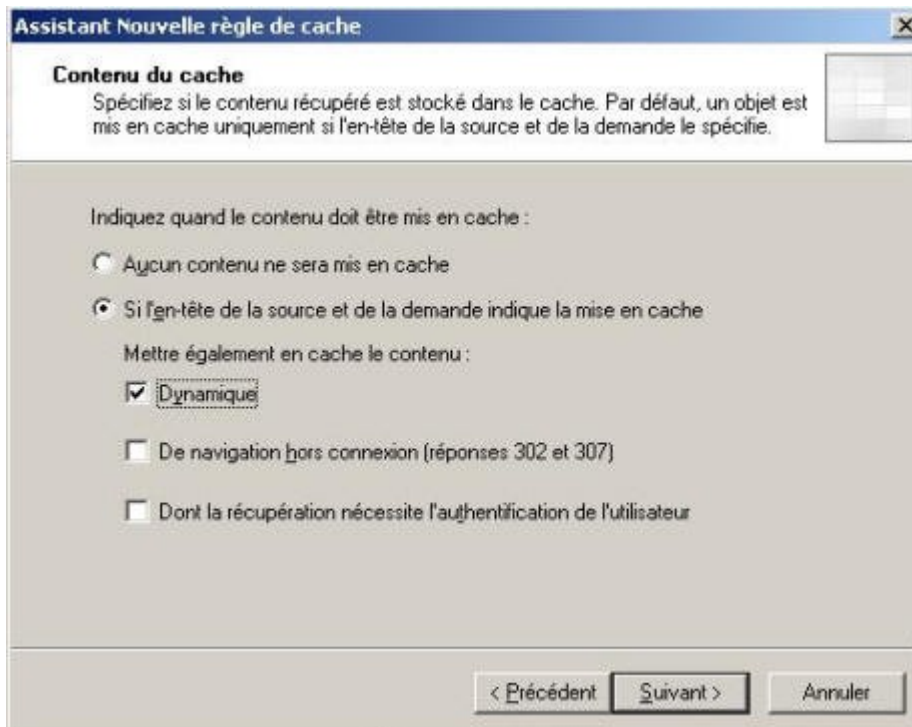 Assistant Nouvelle règle de cache
Contenu du cache
Spécifiez si le contenu récupéré est stocké dans le cache. Par défaut, un objet est
mis en cache uniquement si l'en-tête de la source et de la demande le spécifie.
Indiquez quand le contenu doit être mis en cache :
Aucun contenu ne sera mis en cache
Si l'en-tête de la source et de la demande indique la mise en cache
Mettre également en cache le contenu :
Dynamique
De navigation hors connexion (réponses 302 et 307)
Dont la récupération nécessite l'authentification de l'utilisateur
< Précédent Suivant > Annuler